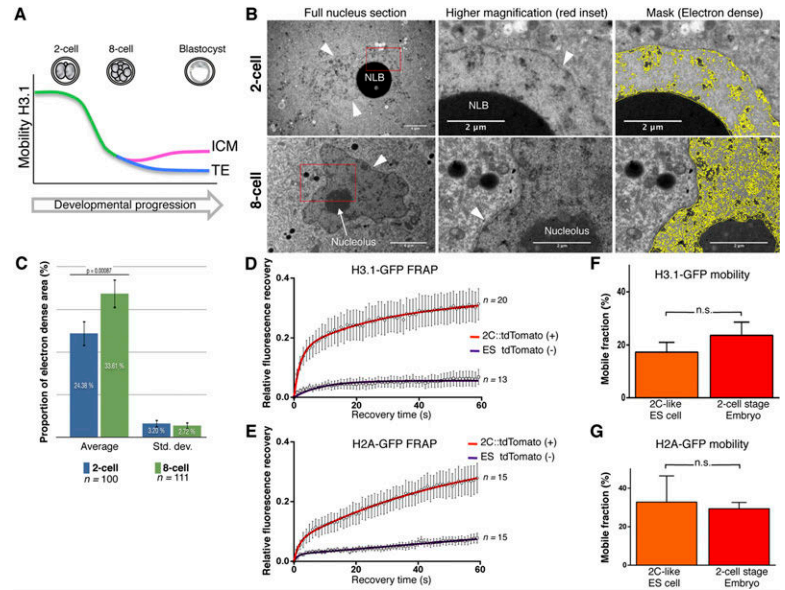 A
2-cell
8-cell
Blastocyst
Mobility H3.1
ICM
TE
Developmental progression
B
Full nucleus section
Higher magnification (red inset)
Mask (Electron dense)
2-cell
NLB
NLB
2 μm
2 μm
8-cell
Nucleolus
Nucleolus
2 μm
2 μm
C
Proportion of electron dense area (%)
24.38 %
33.61 %
3.20 %
2.72 %
Average
Std. dev.
2-cell
n = 100
8-cell
n = 111
D
H3.1-GFP FRAP
Relative fluorescence recovery
0.4
0.2
0.0
n = 20
2C::tdTomato (+)
ES tdTomato (-)
n = 13
0
20
40
60
Recovery time (s)
E
H2A-GFP FRAP
Relative fluorescence recovery
0.4
0.2
0.0
2C::tdTomato (+)
ES tdTomato (-)
n = 15
n = 15
0
20
40
60
Recovery time (s)
F
H3.1-GFP mobility
Mobile fraction (%)
40
20
0
n.s.
2C-like
ES cell
2-cell stage
Embryo
G
H2A-GFP mobility
Mobile fraction (%)
40
20
0
n.s.
2C-like
ES cell
2-cell stage
Embryo